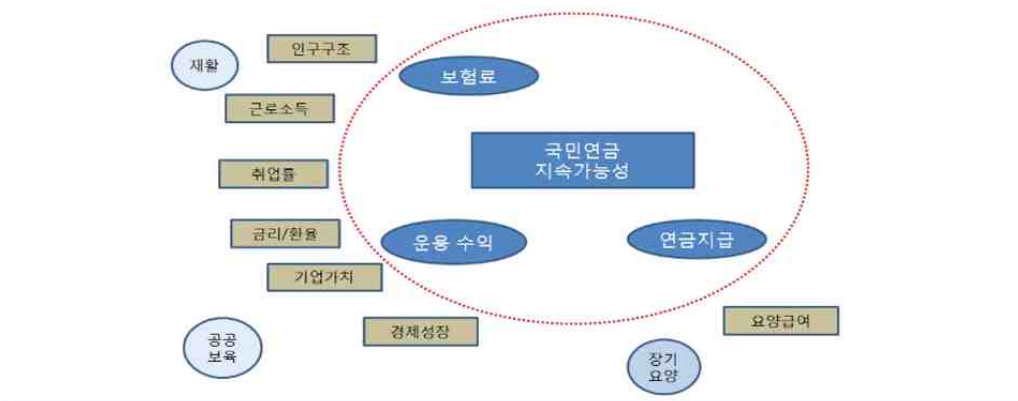 인구구조
재활
보험료
근로소득
국민연금
지속가능성
취업률
금리/환율
운용 수익
연금지급
기업가치
요양급여
경제성장
공공
보육
장기
요양